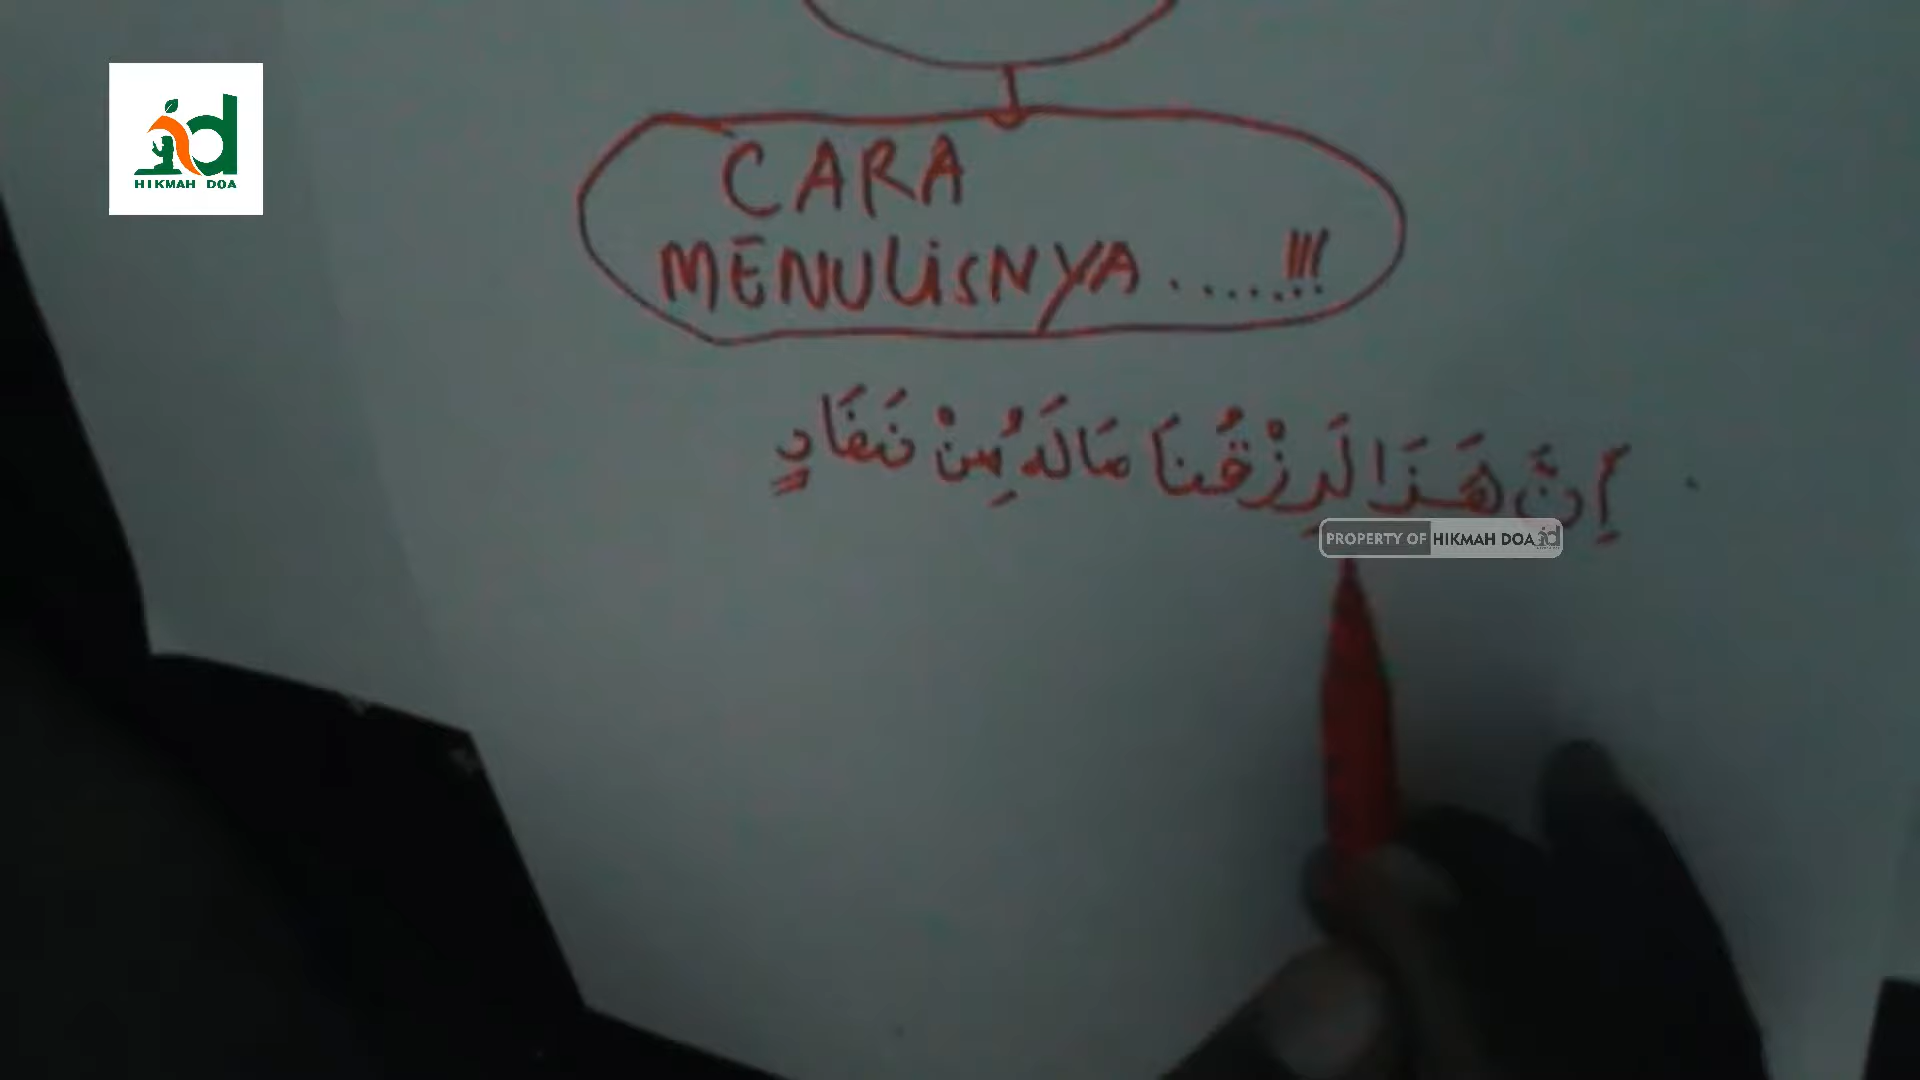 HIKMAH DOA
CARA
MENULISNYA.......!!!
إِنَّ هَذَا لَرِزْقُنَا مَا لَهُ مِنْ نَفَادٍ
PROPERTY OF HIKMAH DOA